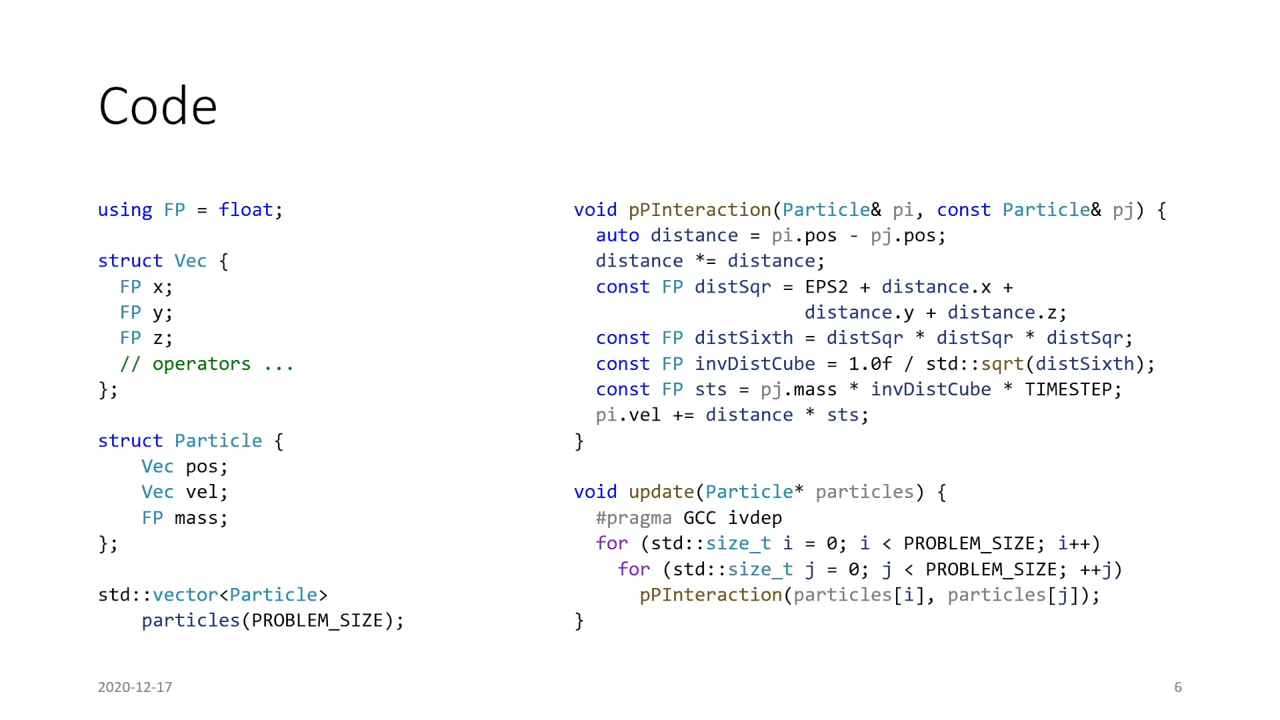 Code
using FP = float;
struct Vec {
FP x;
FP y;
FP z;
// operators ...
};
struct Particle {
Vec pos;
Vec vel;
FP mass;
};
std::vector<Particle>
particles(PROBLEM_SIZE);
void pPInteraction(Particle& pi, const Particle& pj) {
auto distance = pi.pos - pj.pos;
distance *= distance;
const FP distSqr = EPS2 + distance.x +
distance.y + distance.z;
const FP distSixth = distSqr * distSqr * distSqr;
const FP invDistCube = 1.0f / std::sqrt(distSixth);
const FP sts = pj.mass * invDistCube * TIMESTEP;
pi.vel += distance * sts;
}
void update(Particle* particles) {
#pragma GCC ivdep
for (std::size_t i = 0; i < PROBLEM_SIZE; i++)
for (std::size_t j = 0; j < PROBLEM_SIZE; ++j)
pPInteraction(particles[i], particles[j]);
}
2020-12-17
6